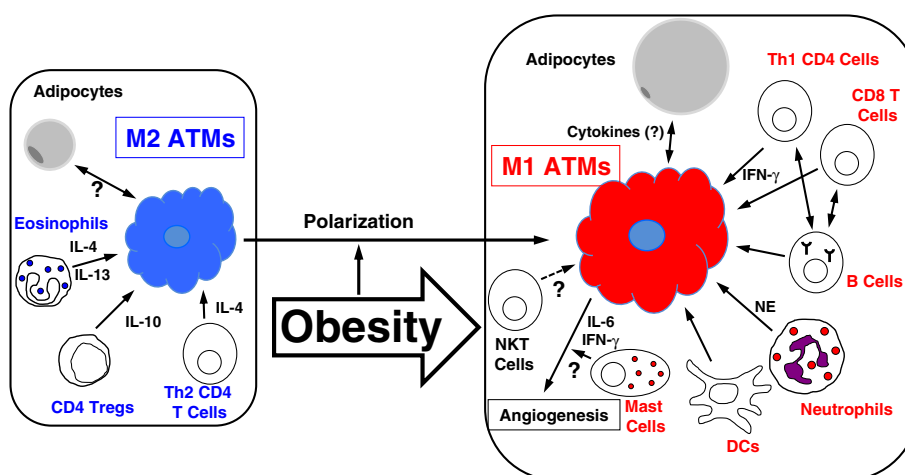 Adipocytes
M2 ATMs
?
Eosinophils
IL-4
IL-13
IL-10
IL-4
CD4 Tregs
Th2 CD4
T Cells
Polarization
Obesity
Adipocytes
Th1 CD4 Cells
CD8 T
Cells
Cytokines (?)
M1 ATMs
IFN-γ
B Cells
?
NKT
Cells
IL-6
IFN-γ
?
NE
Angiogenesis
Mast
Cells
DCs
Neutrophils